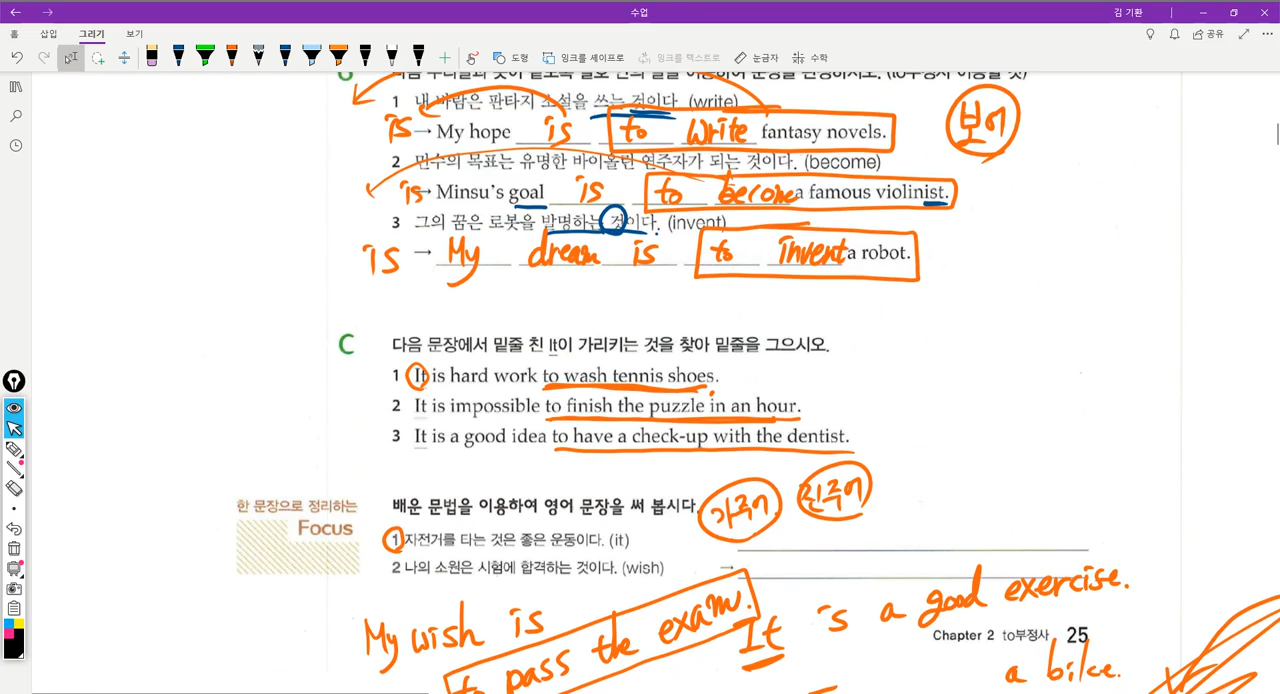 수업
김 기환
홈 삽입 그리기 보기
도형 잉크를 셰이프로 잉크를 텍스트로 눈금자 수학 공유
1 내 바람은 판타지 소설을 쓰는 것이다 (write)
is → My hope is to write fantasy novels.
보어
2 민수의 목표는 유명한 바이올린 연주자가 되는 것이다. (become)
is → Minsu's goal is to become a famous violinist.
3 그의 꿈은 로봇을 발명하는 것이다. (invent)
is → My dream is to invent a robot.
C 다음 문장에서 밑줄 친 It이 가리키는 것을 찾아 밑줄을 그으시오.
1 It is hard work to wash tennis shoes.
2 It is impossible to finish the puzzle in an hour.
3 It is a good idea to have a check-up with the dentist.
한 문장으로 정리하는
Focus
배운 문법을 이용하여 영어 문장을 써 봅시다.
가주어 진주어
1 자전거를 타는 것은 좋은 운동이다. (it)
2 나의 소원은 시험에 합격하는 것이다. (wish) →
My wish is
to pass the exam.
It is a good exercise.
Chapter 2 to부정사 25
a bike.